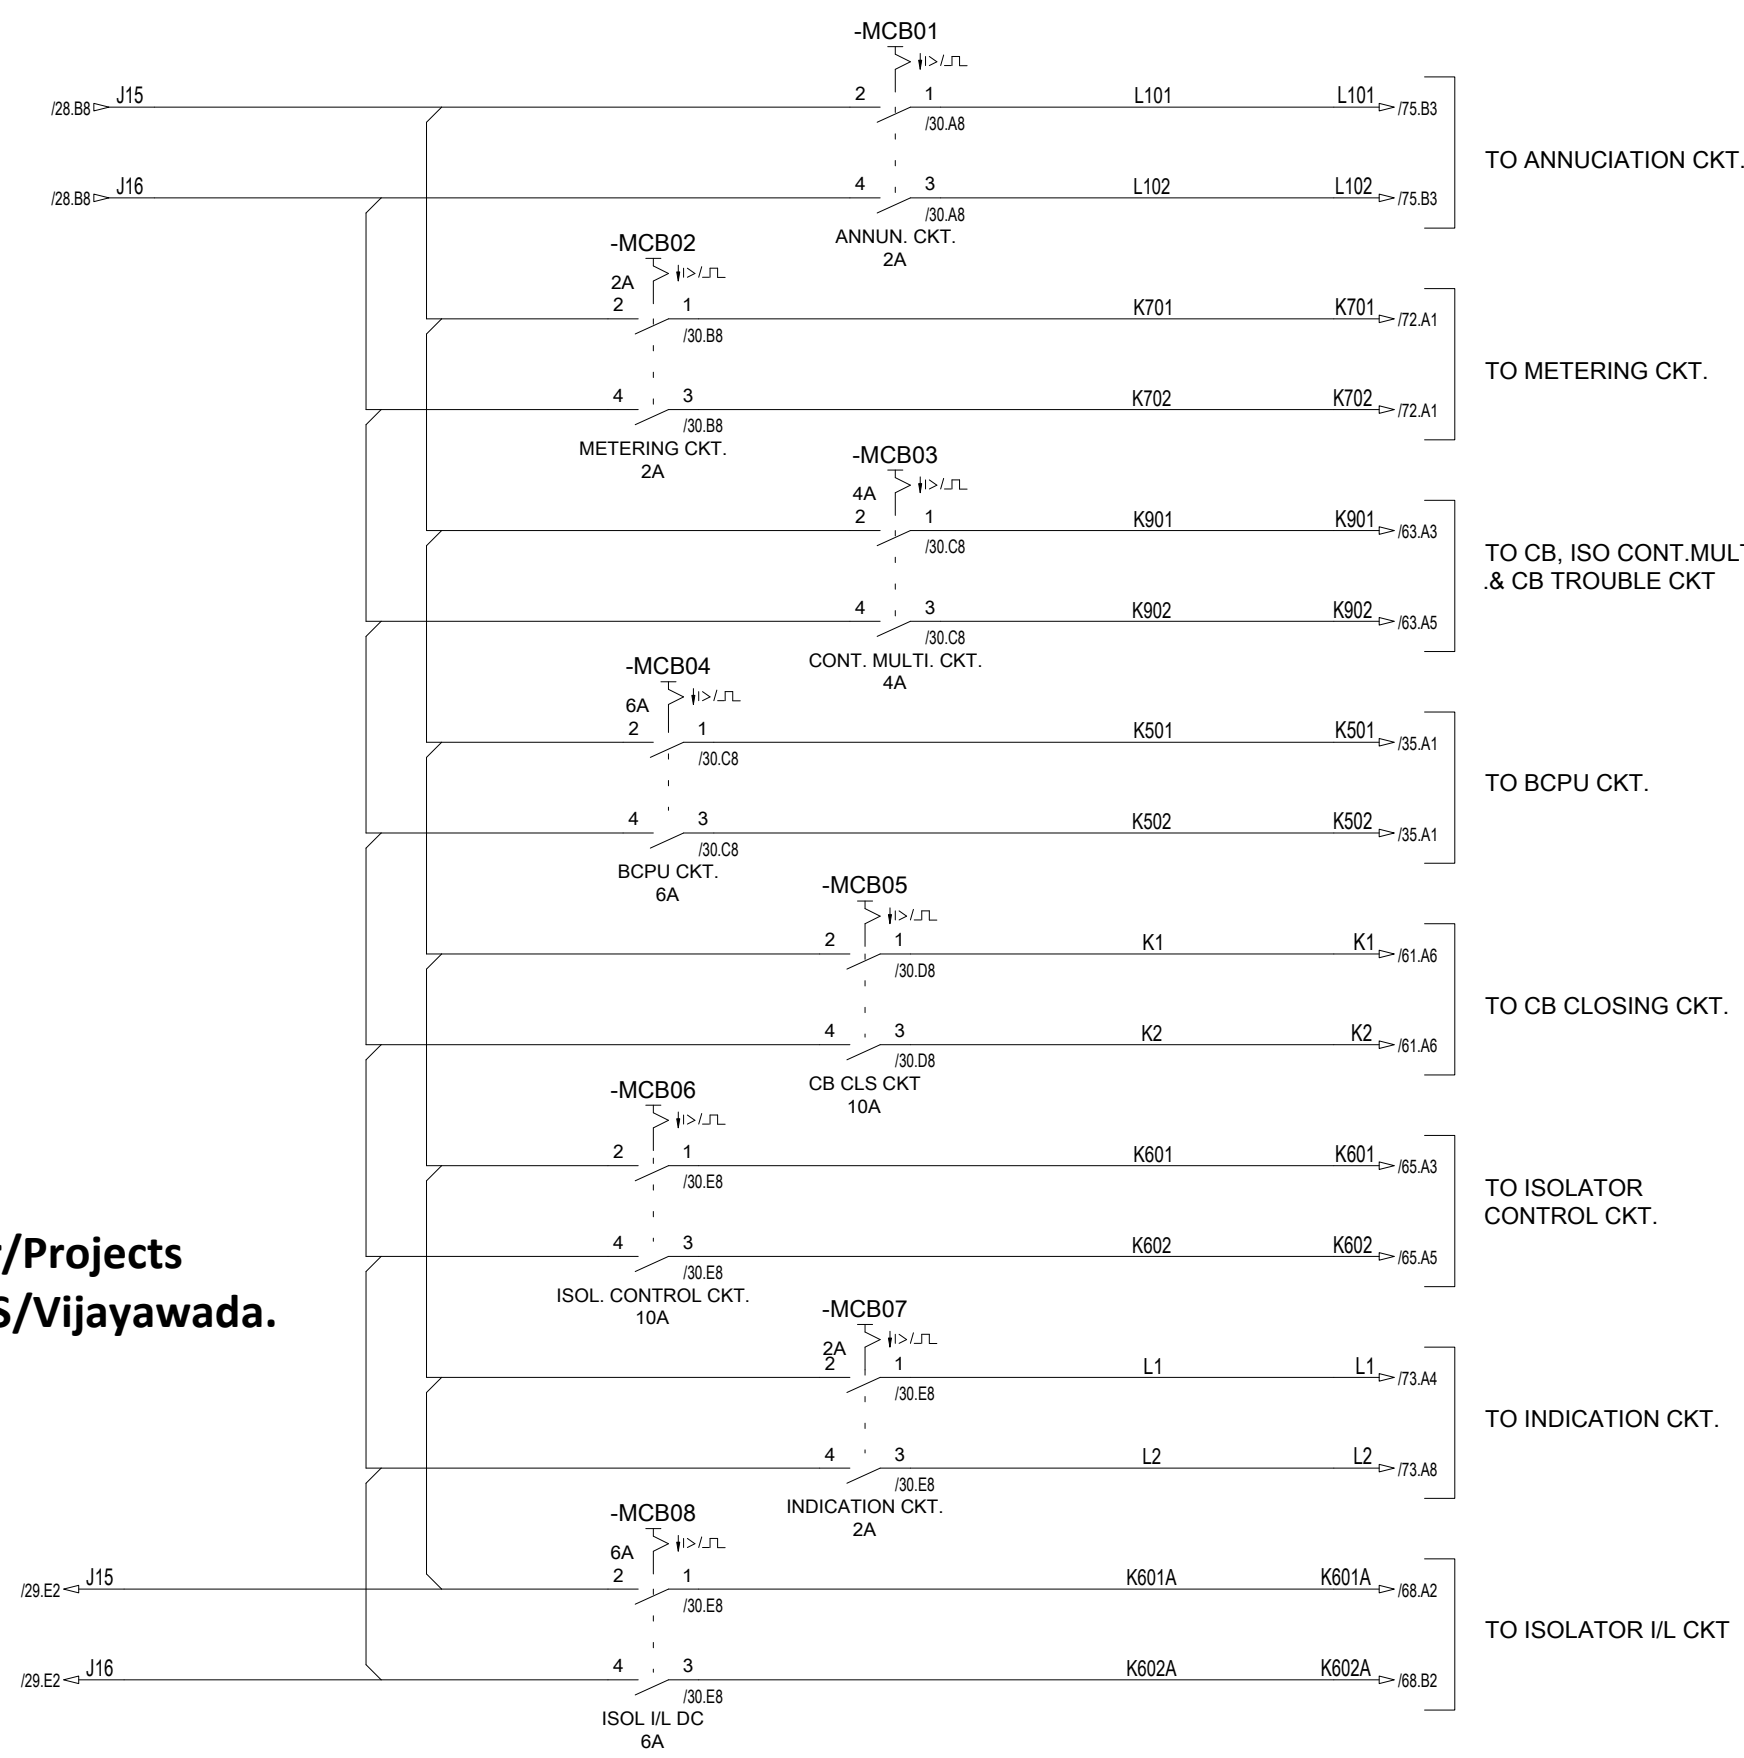 -MCB01
/28.B8 J15 2 1 L101 L101 /75.B3
/30.A8
TO ANNUCIATION CKT.
/28.B8 J16 4 3 L102 L102 /75.B3
/30.A8
ANNUN. CKT.
2A
-MCB02
2A
2 1 K701 K701 /72.A1
/30.B8
TO METERING CKT.
4 3 K702 K702 /72.A1
/30.B8
METERING CKT.
2A
-MCB03
4A
2 1 K901 K901 /63.A3
/30.C8
TO CB, ISO CONT.MULT
.& CB TROUBLE CKT
4 3 K902 K902 /63.A5
/30.C8
CONT. MULTI. CKT.
4A
-MCB04
6A
2 1 K501 K501 /35.A1
/30.C8
TO BCPU CKT.
4 3 K502 K502 /35.A1
/30.C8
BCPU CKT.
6A
-MCB05
2 1 K1 K1 /61.A6
/30.D8
TO CB CLOSING CKT.
4 3 K2 K2 /61.A6
/30.D8
CB CLS CKT
10A
-MCB06
2 1 K601 K601 /65.A3
/30.E8
TO ISOLATOR
CONTROL CKT.
4 3 K602 K602 /65.A5
/30.E8
ISOL. CONTROL CKT.
10A
/Projects
S/Vijayawada.
-MCB07
2A
2 1 L1 L1 /73.A4
/30.E8
TO INDICATION CKT.
4 3 L2 L2 /73.A8
/30.E8
INDICATION CKT.
2A
-MCB08
6A
/29.E2 J15 2 1 K601A K601A /68.A2
/30.E8
TO ISOLATOR I/L CKT
/29.E2 J16 4 3 K602A K602A /68.B2
/30.E8
ISOL I/L DC
6A